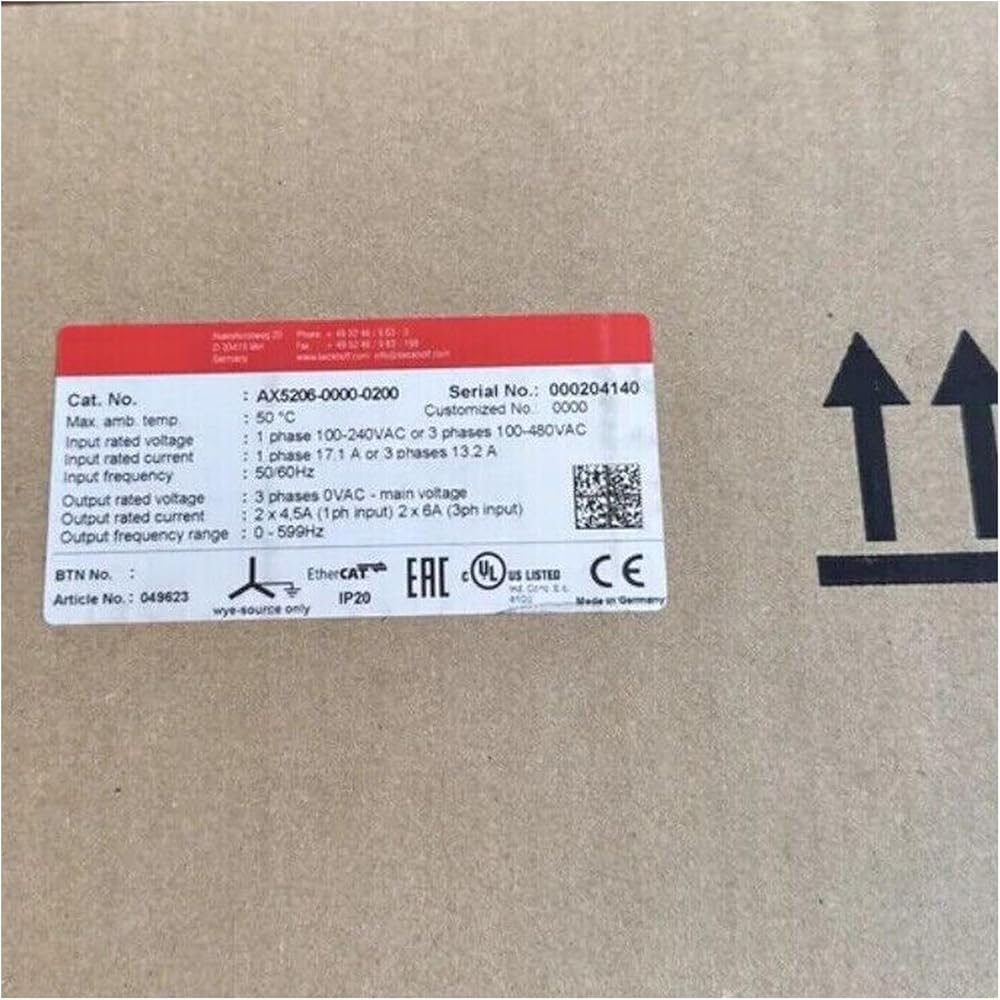 Germany
Phone
Fax
Cat. No. : AX5206-0000-0200 Serial No.: 000204140
Max. amb. temp. : 50 °C Customized No.: 0000
Input rated voltage : 1 phase 100-240VAC or 3 phases 100-480VAC
Input rated current : 1 phase 17.1 A or 3 phases 13.2 A
Input frequency : 50/60Hz
Output rated voltage : 3 phases 0VAC - main voltage
Output rated current : 2 x 4,5A (1ph input) 2 x 6A (3ph input)
Output frequency range : 0 - 599Hz
BTN No. :
Article No.: 049623
wye-source only
EtherCAT
IP20
EAC
c UL US LISTED
CE
Made in Germany